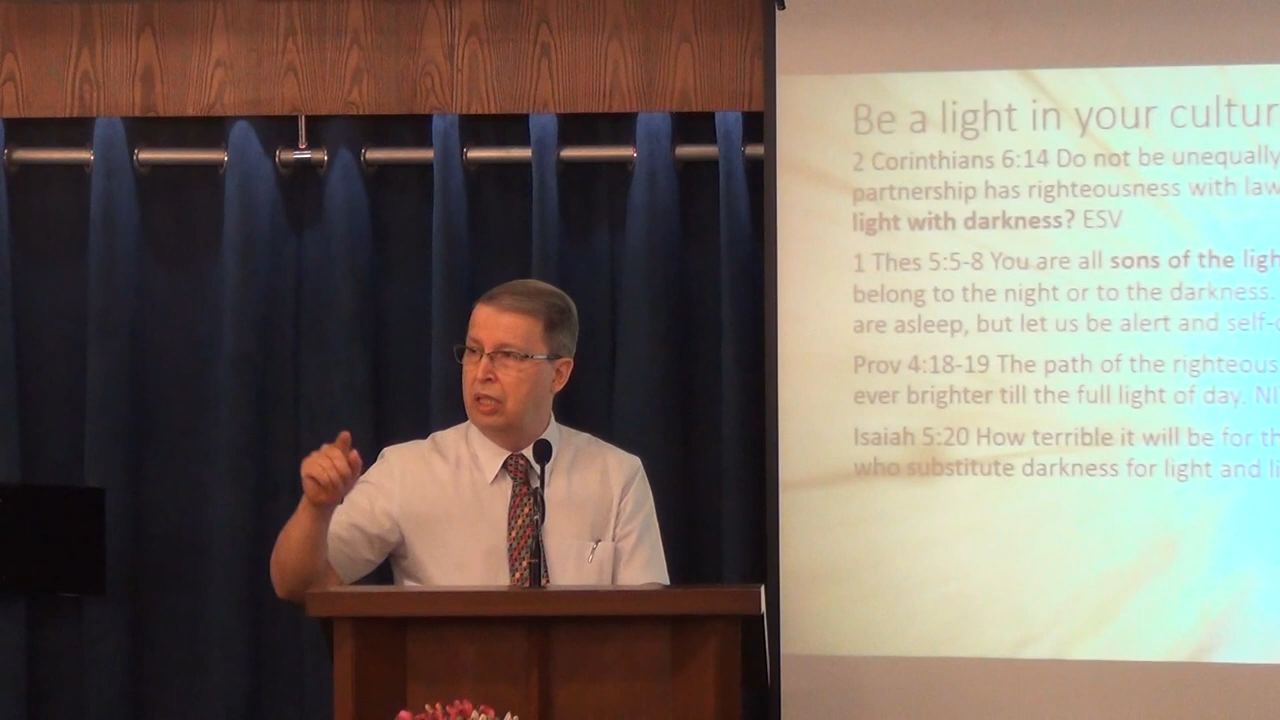 Be a light in your cultur
2 Corinthians 6:14 Do not be unequally
partnership has righteousness with law
light with darkness? ESV
1 Thes 5:5-8 You are all sons of the ligh
belong to the night or to the darkness.
are asleep, but let us be alert and self-
Prov 4:18-19 The path of the righteous
ever brighter till the full light of day. NI
Isaiah 5:20 How terrible it will be for th
who substitute darkness for light and li